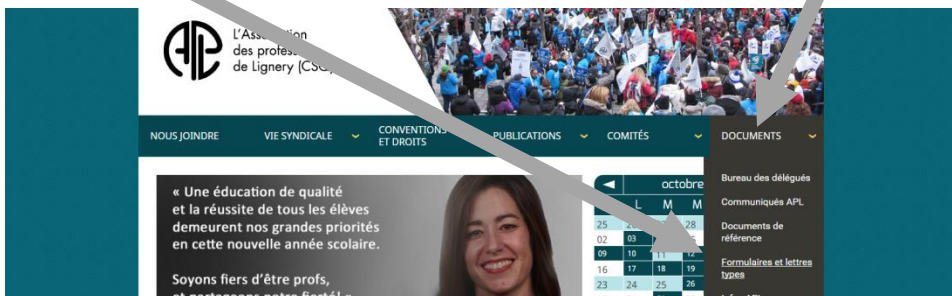 L'Association
des profess
de Lignery (CSQ)
NOUS JOINDRE
VIE SYNDICALE
CONVENTIONS
ET DROITS
PUBLICATIONS
COMITÉS
DOCUMENTS
Bureau des délégués
Communiqués APL
Documents de
référence
Formulaires et lettres
types
« Une éducation de qualité
et la réussite de tous les élèves
demeurent nos grandes priorités
en cette nouvelle année scolaire.
Soyons fiers d'être profs,
octobre
L M M
25 28
02 03
09 10 11 12
16 17 18 19
23 24 25 26